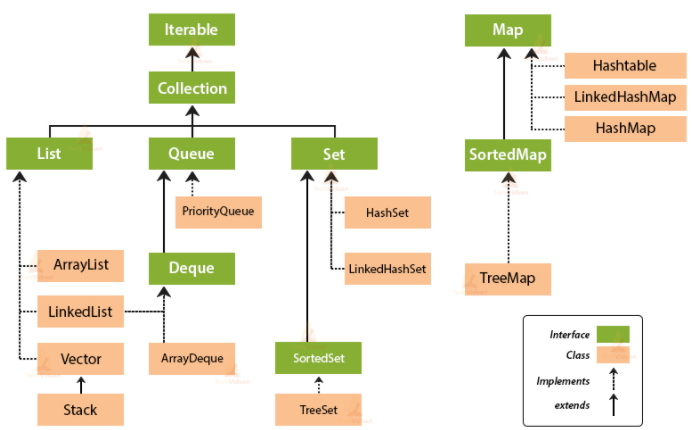 Iterable
Map
Collection
Hashtable
LinkedHashMap
HashMap
List
Queue
Set
SortedMap
PriorityQueue
HashSet
ArrayList
Deque
LinkedHashSet
TreeMap
LinkedList
Vector
ArrayDeque
SortedSet
Stack
TreeSet
Interface
Class
Implements
extends